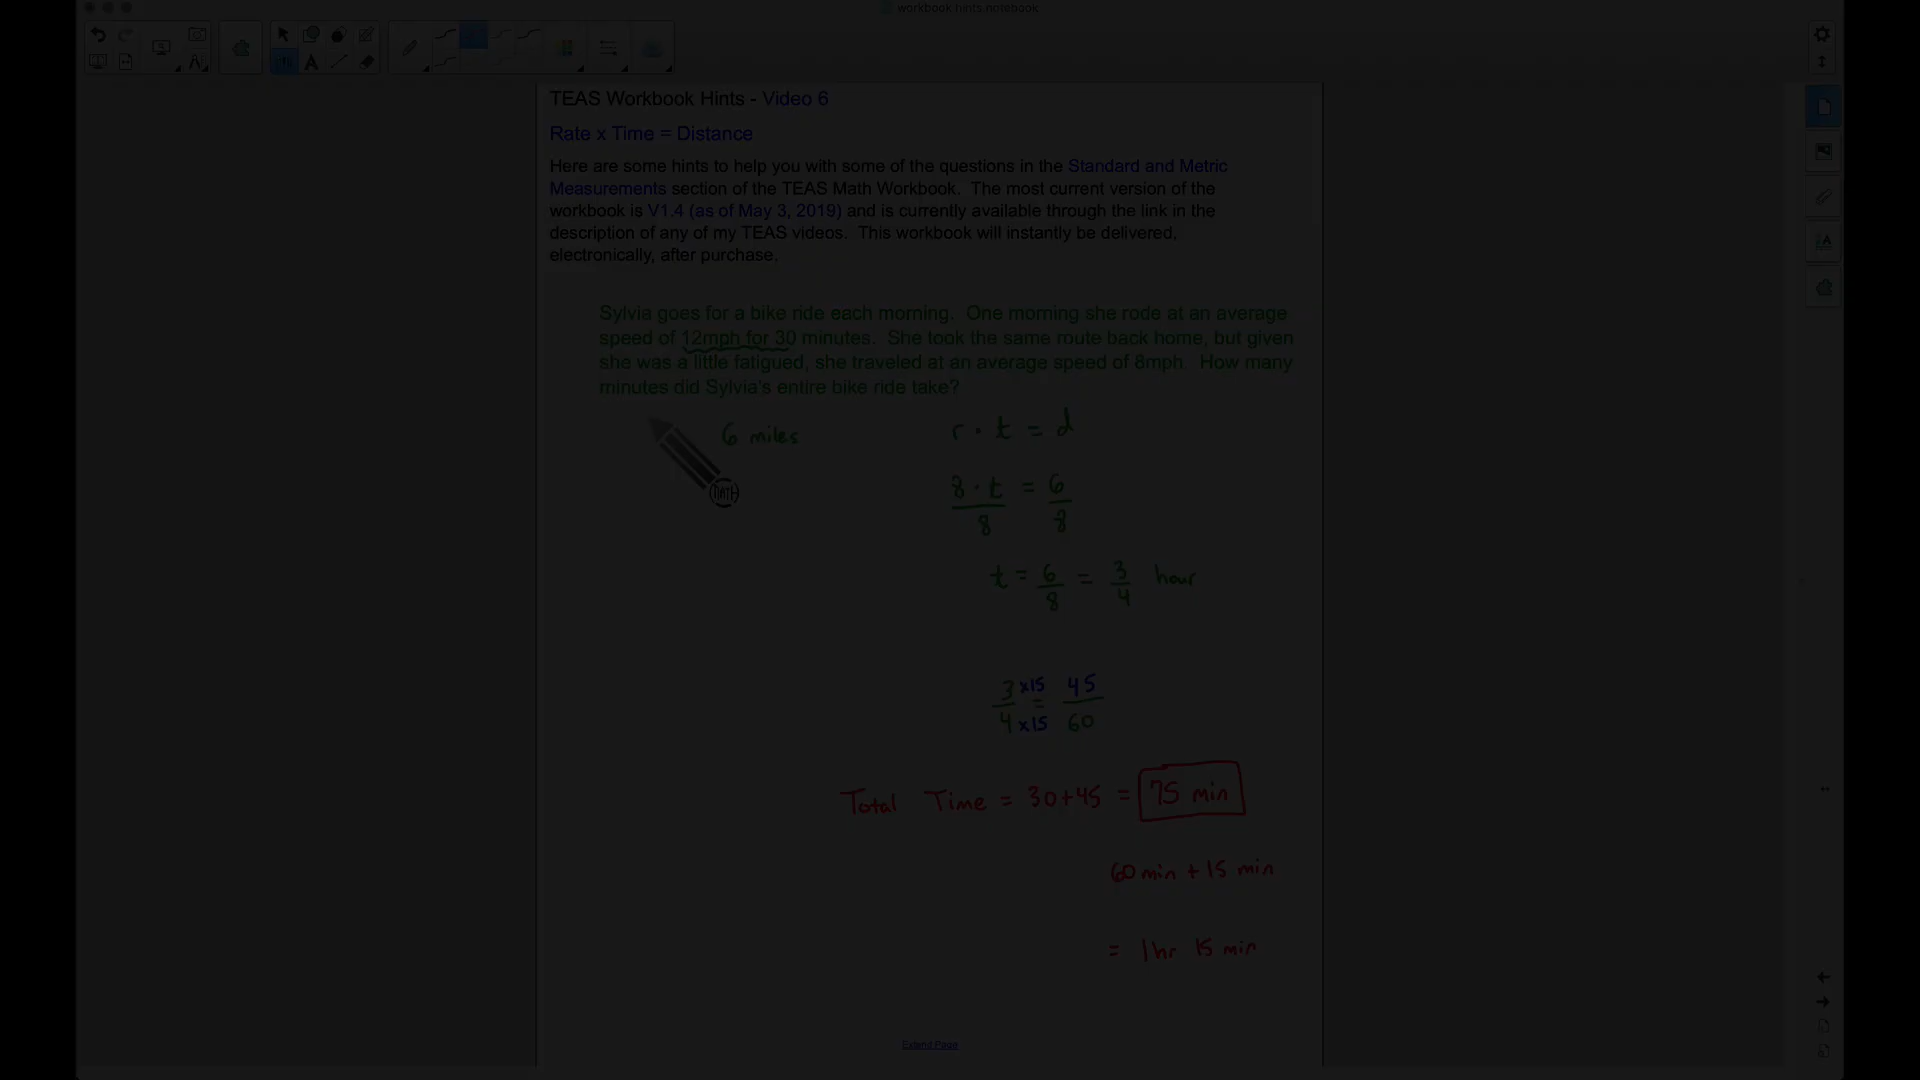 workbook hints.notebook
TEAS Workbook Hints - Video 6
Rate x Time = Distance
Here are some hints to help you with some of the questions in the Standard and Metric
Measurements section of the TEAS Math Workbook. The most current version of the
workbook is V1.4 (as of May 3, 2019) and is currently available through the link in the
description of any of my TEAS videos. This workbook will instantly be delivered,
electronically, after purchase.
Sylvia goes for a bike ride each morning. One morning she rode at an average
speed of 12mph for 30 minutes. She took the same route back home, but given
she was a little fatigued, she traveled at an average speed of 8mph. How many
minutes did Sylvia's entire bike ride take?
6 miles
r · t = d
8 · t = 6
8 8
t = 6/8 = 3/4 hour
3 x15 = 45
4 x15 60
Total Time = 30+45 = 75 min
60 min + 15 min
= 1 hr 15 min
Extend Page